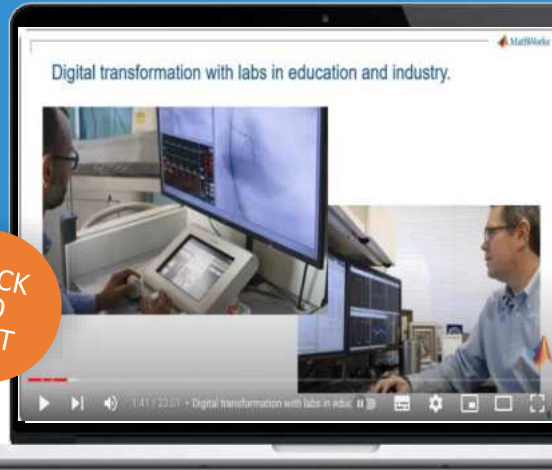 MathWorks
Digital transformation with labs in education and industry.
1:41 / 22:01 • Digital transformation with labs in educ